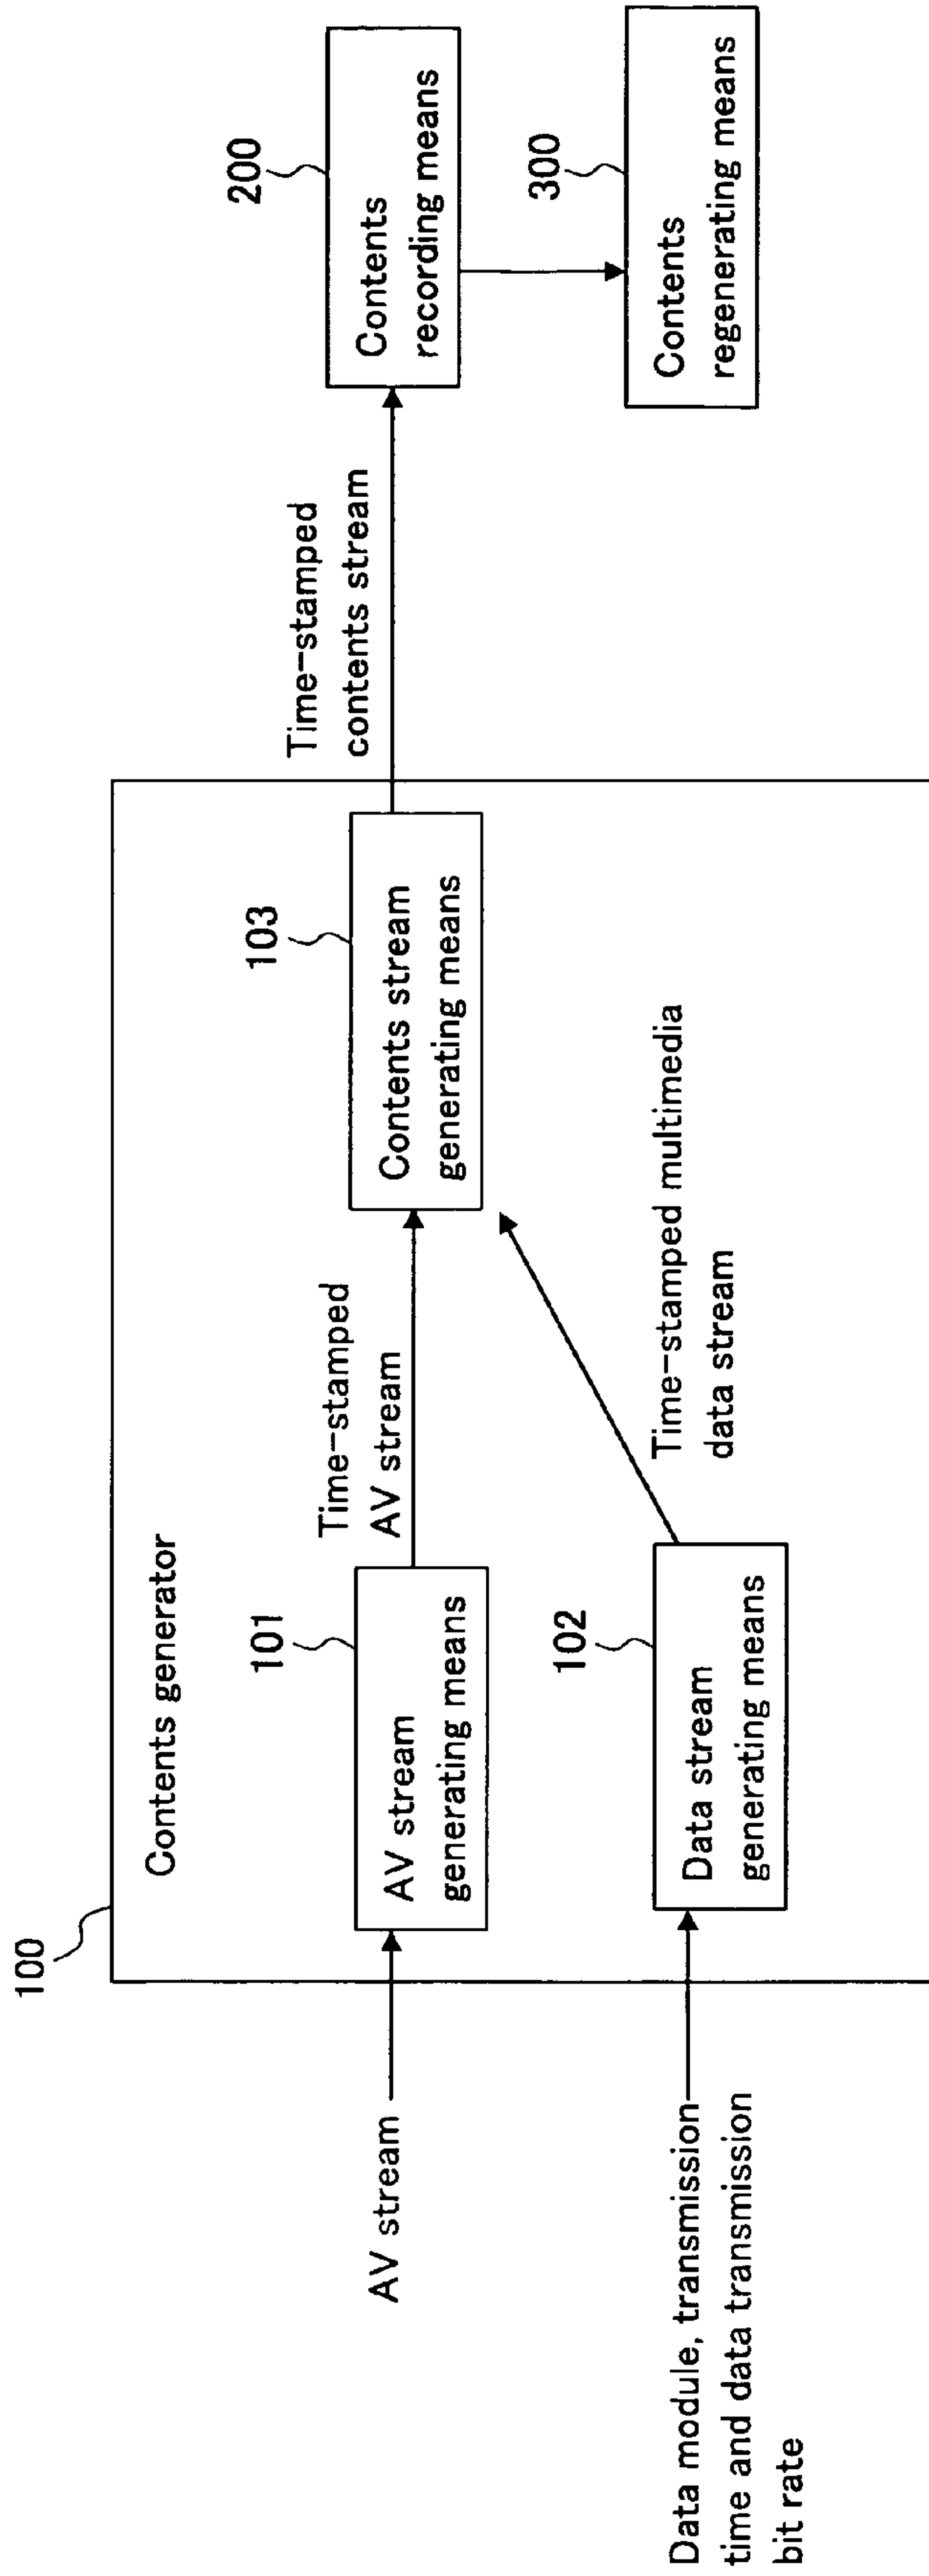 100
Contents generator
AV stream
101
AV stream
generating means
Time-stamped
AV stream
103
Contents stream
generating means
Time-stamped
contents stream
200
Contents
recording means
Data module, transmission
time and data transmission
bit rate
102
Data stream
generating means
Time-stamped multimedia
data stream
300
Contents
regenerating means